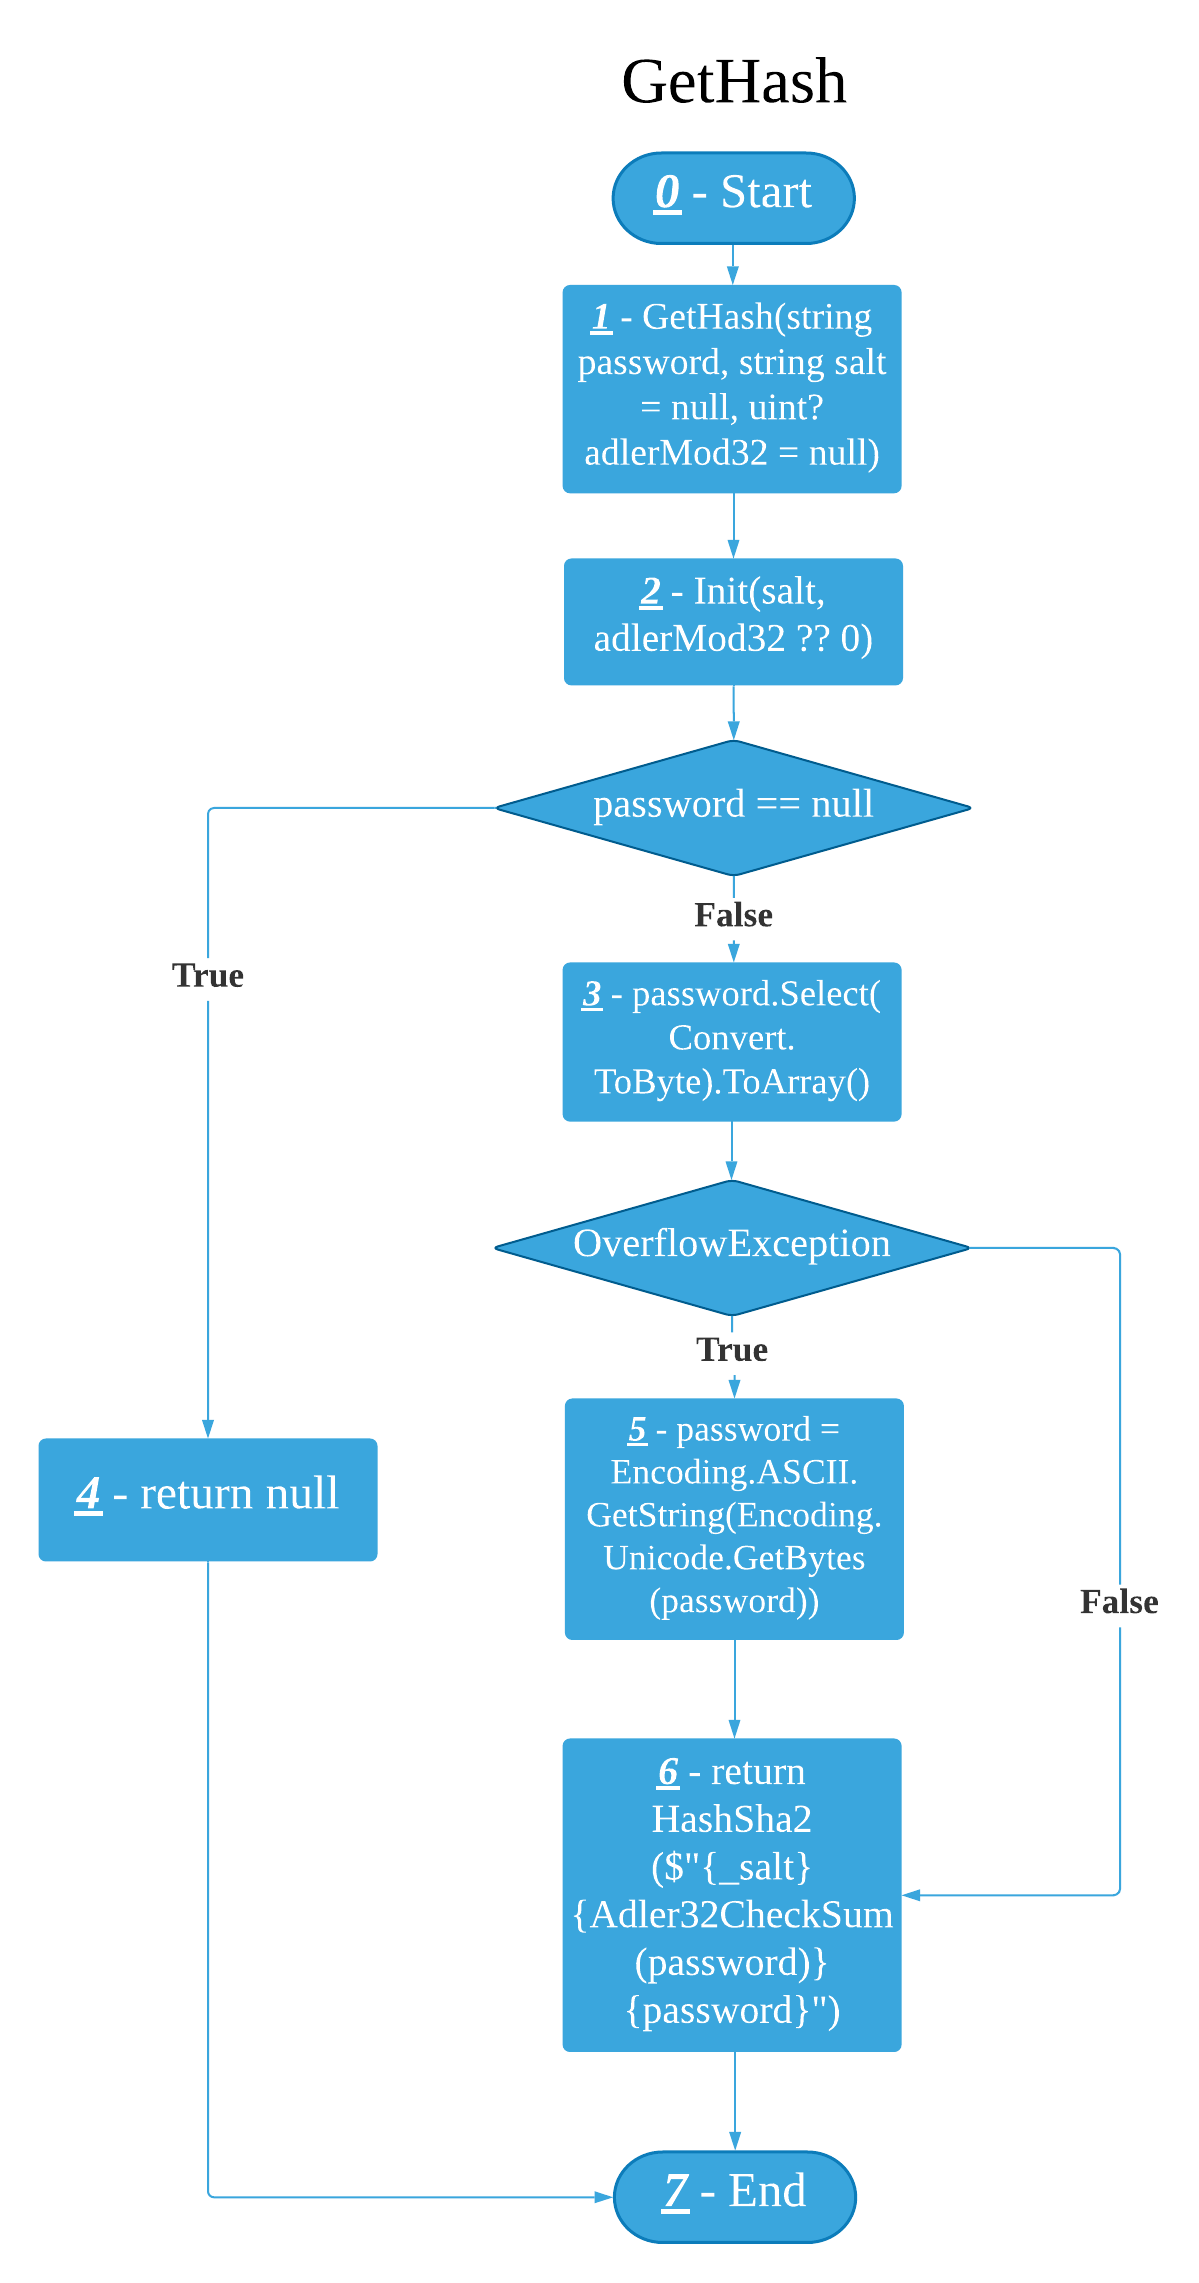 GetHash
0 - Start
1 - GetHash(string
password, string salt
= null, uint?
adlerMod32 = null)
2 - Init(salt,
adlerMod32 ?? 0)
password == null
False
True
3 - password.Select(
Convert.
ToByte).ToArray()
OverflowException
True
5 - password =
Encoding.ASCII.
GetString(Encoding.
Unicode.GetBytes
(password))
4 - return null
False
6 - return
HashSha2
($"{_salt}
{Adler32CheckSum
(password)}
{password}")
7 - End